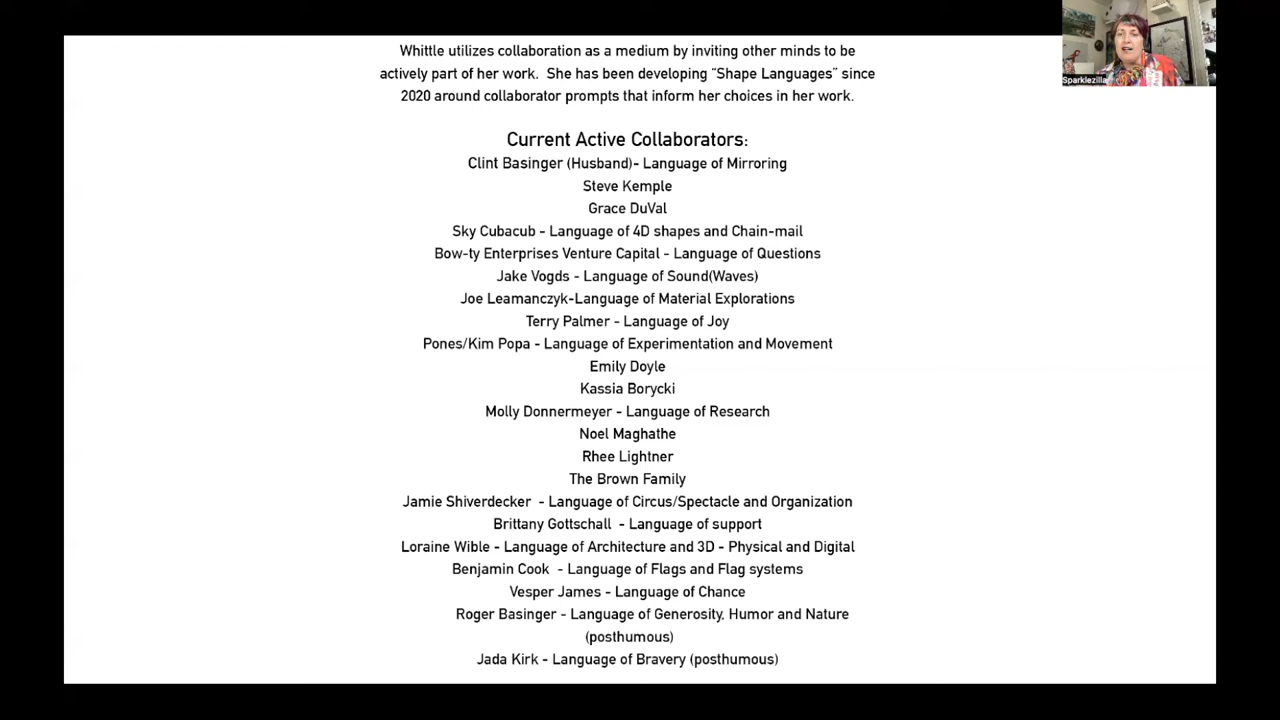 Whittle utilizes collaboration as a medium by inviting other minds to be
actively part of her work. She has been developing "Shape Languages" since
2020 around collaborator prompts that inform her choices in her work.
Current Active Collaborators:
Clint Basinger (Husband)- Language of Mirroring
Steve Kemple
Grace DuVal
Sky Cubacub - Language of 4D shapes and Chain-mail
Bow-ty Enterprises Venture Capital - Language of Questions
Jake Vogds - Language of Sound(Waves)
Joe Leamanczyk-Language of Material Explorations
Terry Palmer - Language of Joy
Pones/Kim Popa - Language of Experimentation and Movement
Emily Doyle
Kassia Borycki
Molly Donnermeyer - Language of Research
Noel Maghathe
Rhee Lightner
The Brown Family
Jamie Shiverdecker - Language of Circus/Spectacle and Organization
Brittany Gottschall - Language of support
Loraine Wible - Language of Architecture and 3D - Physical and Digital
Benjamin Cook - Language of Flags and Flag systems
Vesper James - Language of Chance
Roger Basinger - Language of Generosity, Humor and Nature
(posthumous)
Jada Kirk - Language of Bravery (posthumous)
Sparklezilla